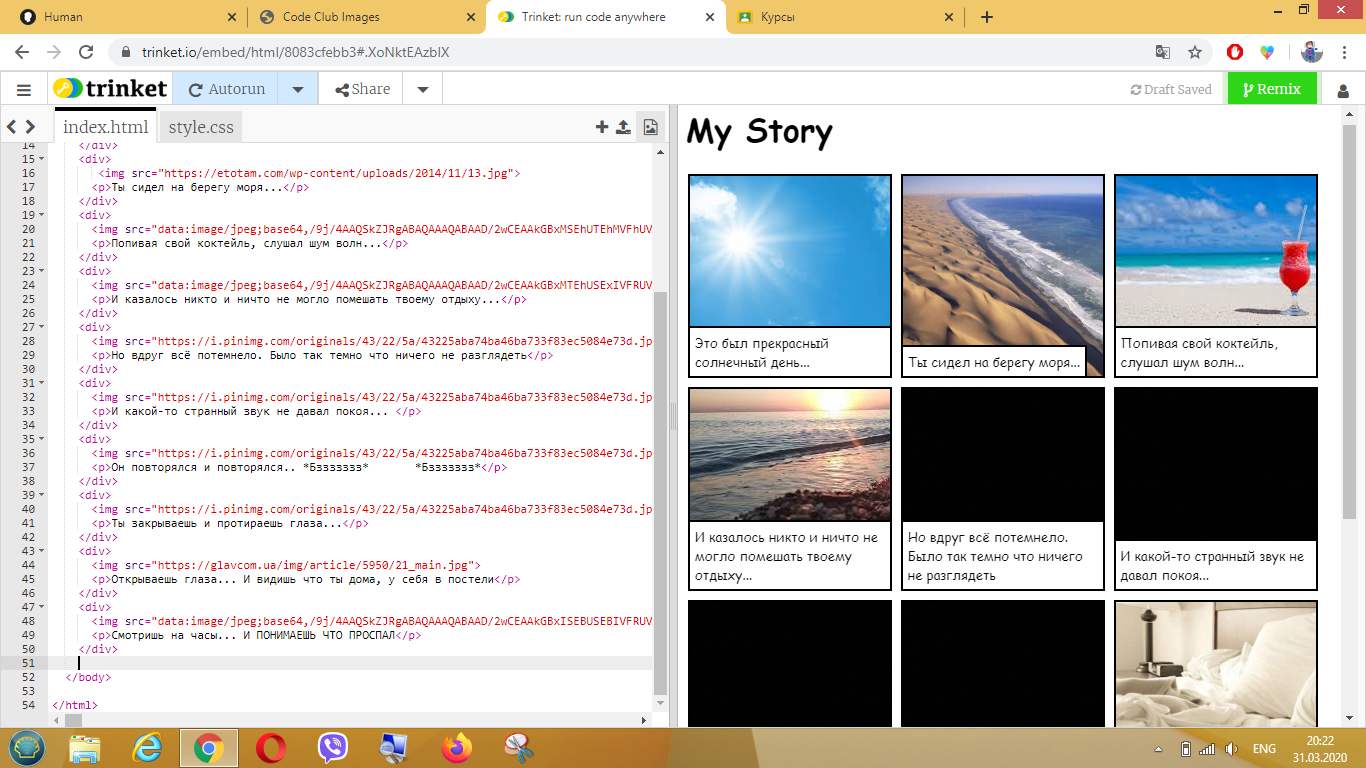 Human
Code Club Images
Trinket: run code anywhere
Курсы
trinket.io/embed/html/8083cfebb3#.XoNktEAzbIX
trinket
Autorun
Share
Draft Saved
Remix
index.html
style.css
14 </div>
15 <div>
16 <img src="https://etotam.com/wp-content/uploads/2014/11/13.jpg">
17 <p>Ты сидел на берегу моря...</p>
18 </div>
19 <div>
20 <img src="data:image/jpeg;base64,/9j/4AAQSkZJRgABAQAAAQABAAD/2wCEAAkGBxMSEhUTEhMVFhUV
21 <p>Попивая свой коктейль, слушал шум волн...</p>
22 </div>
23 <div>
24 <img src="data:image/jpeg;base64,/9j/4AAQSkZJRgABAQAAAQABAAD/2wCEAAkGBxMTEhUSExIVFRUV
25 <p>И казалось никто и ничто не могло помешать твоему отдыху...</p>
26 </div>
27 <div>
28 <img src="https://i.pinimg.com/originals/43/22/5a/43225aba74ba46ba733f83ec5084e73d.jp
29 <p>Но вдруг всё потемнело. Было так темно что ничего не разглядеть</p>
30 </div>
31 <div>
32 <img src="https://i.pinimg.com/originals/43/22/5a/43225aba74ba46ba733f83ec5084e73d.jp
33 <p>И какой-то странный звук не давал покоя... </p>
34 </div>
35 <div>
36 <img src="https://i.pinimg.com/originals/43/22/5a/43225aba74ba46ba733f83ec5084e73d.jp
37 <p>Он повторялся и повторялся.. *Бззззззз* *Бззззззз*</p>
38 </div>
39 <div>
40 <img src="https://i.pinimg.com/originals/43/22/5a/43225aba74ba46ba733f83ec5084e73d.jp
41 <p>Ты закрываешь и протираешь глаза...</p>
42 </div>
43 <div>
44 <img src="https://glavcom.ua/img/article/5950/21_main.jpg">
45 <p>Открываешь глаза... И видишь что ты дома, у себя в постели</p>
46 </div>
47 <div>
48 <img src="data:image/jpeg;base64,/9j/4AAQSkZJRgABAQAAAQABAAD/2wCEAAkGBxISEBUSEBIVFRUV
49 <p>Смотришь на часы... И ПОНИМАЕШЬ ЧТО ПРОСПАЛ</p>
50 </div>
51
52 </body>
53
54 </html>
My Story
Это был прекрасный
солнечный день...
Ты сидел на берегу моря...
Попивая свой коктейль,
слушал шум волн...
И казалось никто и ничто не
могло помешать твоему
отдыху...
Но вдруг всё потемнело.
Было так темно что ничего
не разглядеть
И какой-то странный звук не
давал покоя...
ENG
20:22
31.03.2020